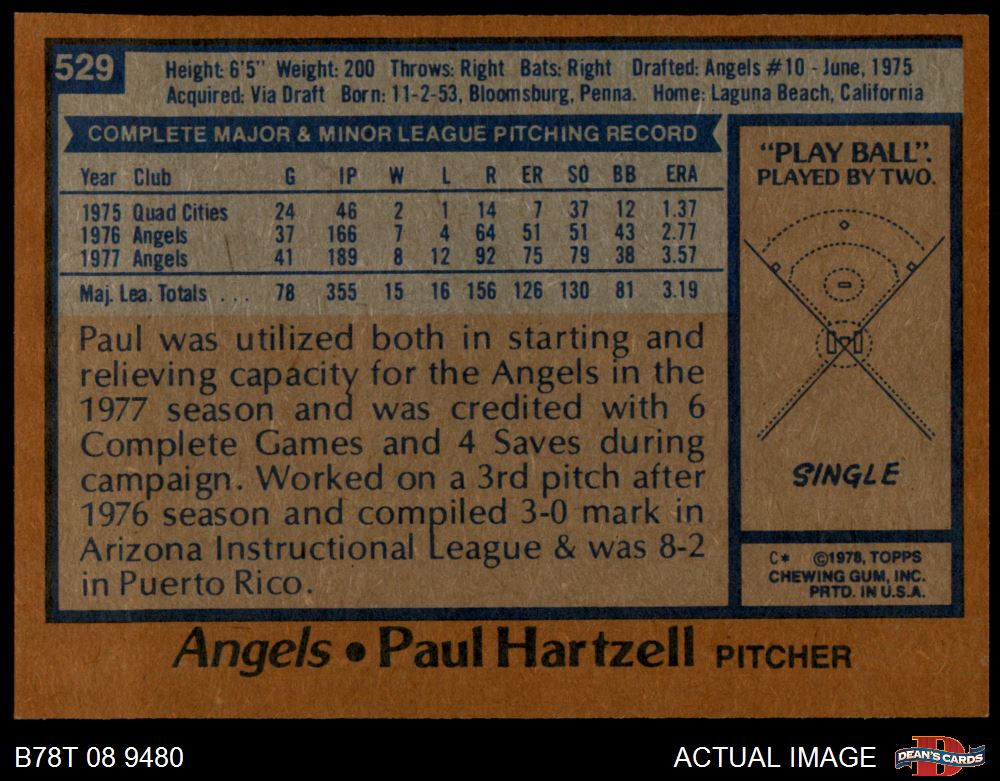 529
Height: 6'5" Weight: 200 Throws: Right Bats: Right Drafted: Angels #10 - June, 1975
Acquired: Via Draft Born: 11-2-53, Bloomsburg, Penna. Home: Laguna Beach, California
COMPLETE MAJOR & MINOR LEAGUE PITCHING RECORD
Year Club G IP W L R ER SO BB ERA
1975 Quad Cities 24 46 2 1 14 7 37 12 1.37
1976 Angels 37 166 7 4 64 51 51 43 2.77
1977 Angels 41 189 8 12 92 75 79 38 3.57
Maj. Lea. Totals . . . 78 355 15 16 156 126 130 81 3.19
Paul was utilized both in starting and
relieving capacity for the Angels in the
1977 season and was credited with 6
Complete Games and 4 Saves during
campaign. Worked on a 3rd pitch after
1976 season and compiled 3-0 mark in
Arizona Instructional League & was 8-2
in Puerto Rico.
"PLAY BALL".
PLAYED BY TWO.
SINGLE
C* ©1978, TOPPS
CHEWING GUM, INC.
PRTD. IN U.S.A.
Angels • Paul Hartzell PITCHER
B78T 08 9480
ACTUAL IMAGE
D
DEAN'S CARDS